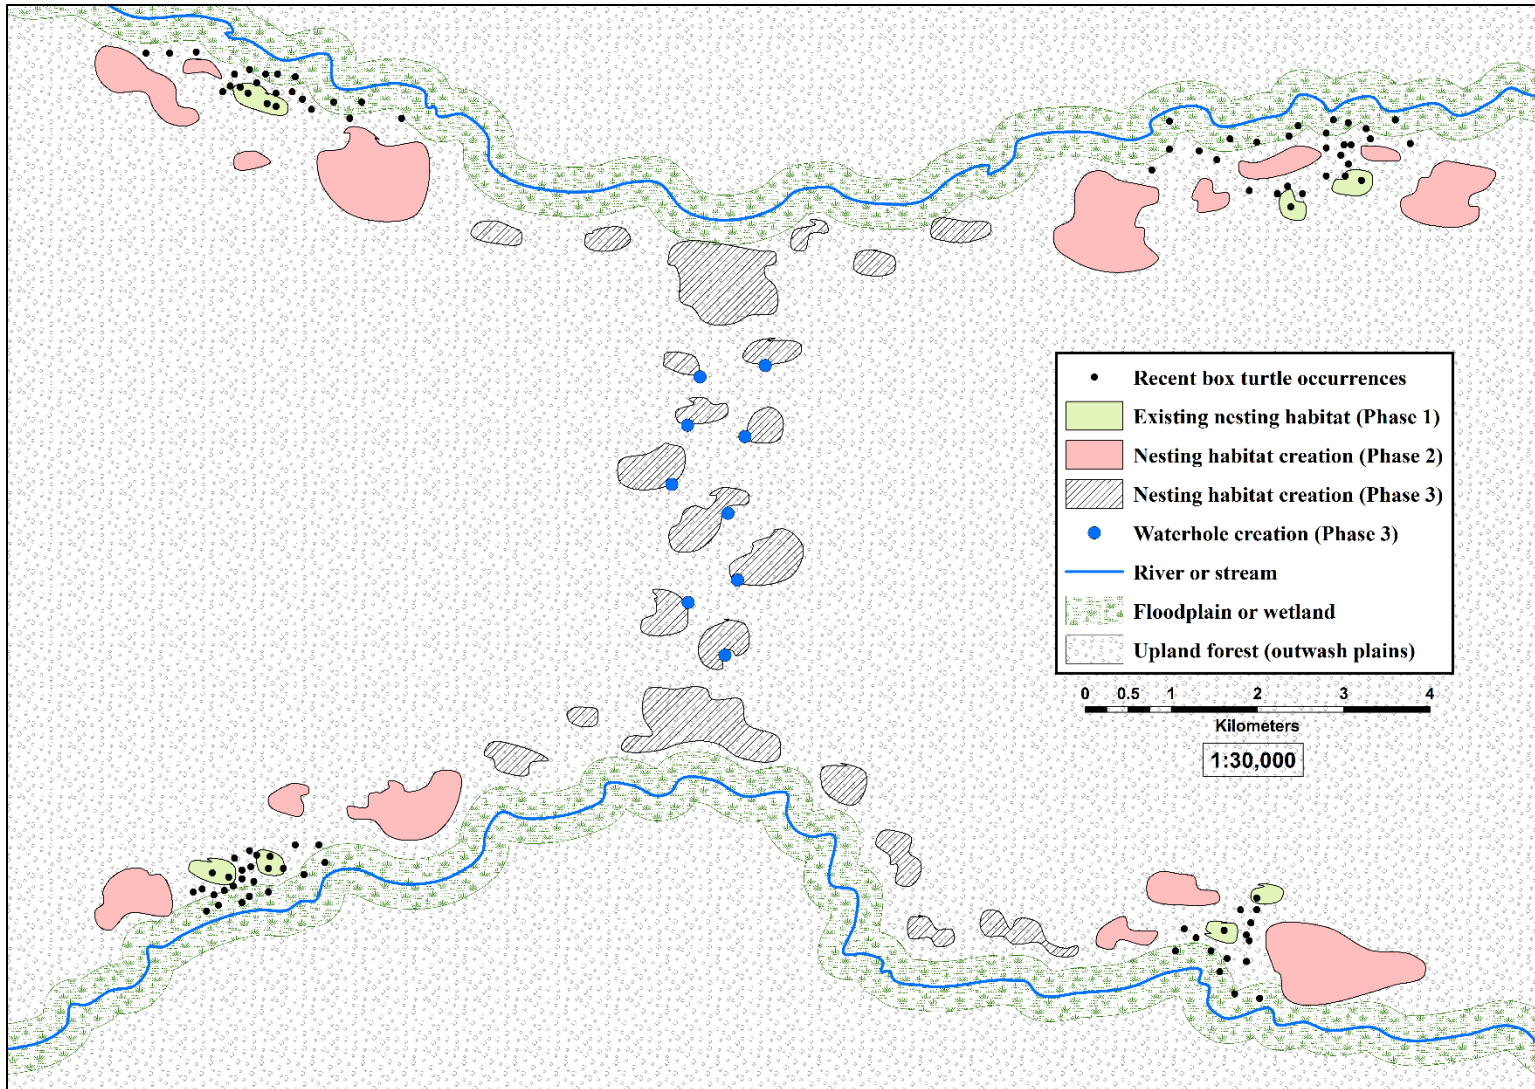 Recent box turtle occurrences
Existing nesting habitat (Phase 1)
Nesting habitat creation (Phase 2)
Nesting habitat creation (Phase 3)
Waterhole creation (Phase 3)
River or stream
Floodplain or wetland
Upland forest (outwash plains)
0 0.5 1 2 3 4
Kilometers
1:30,000